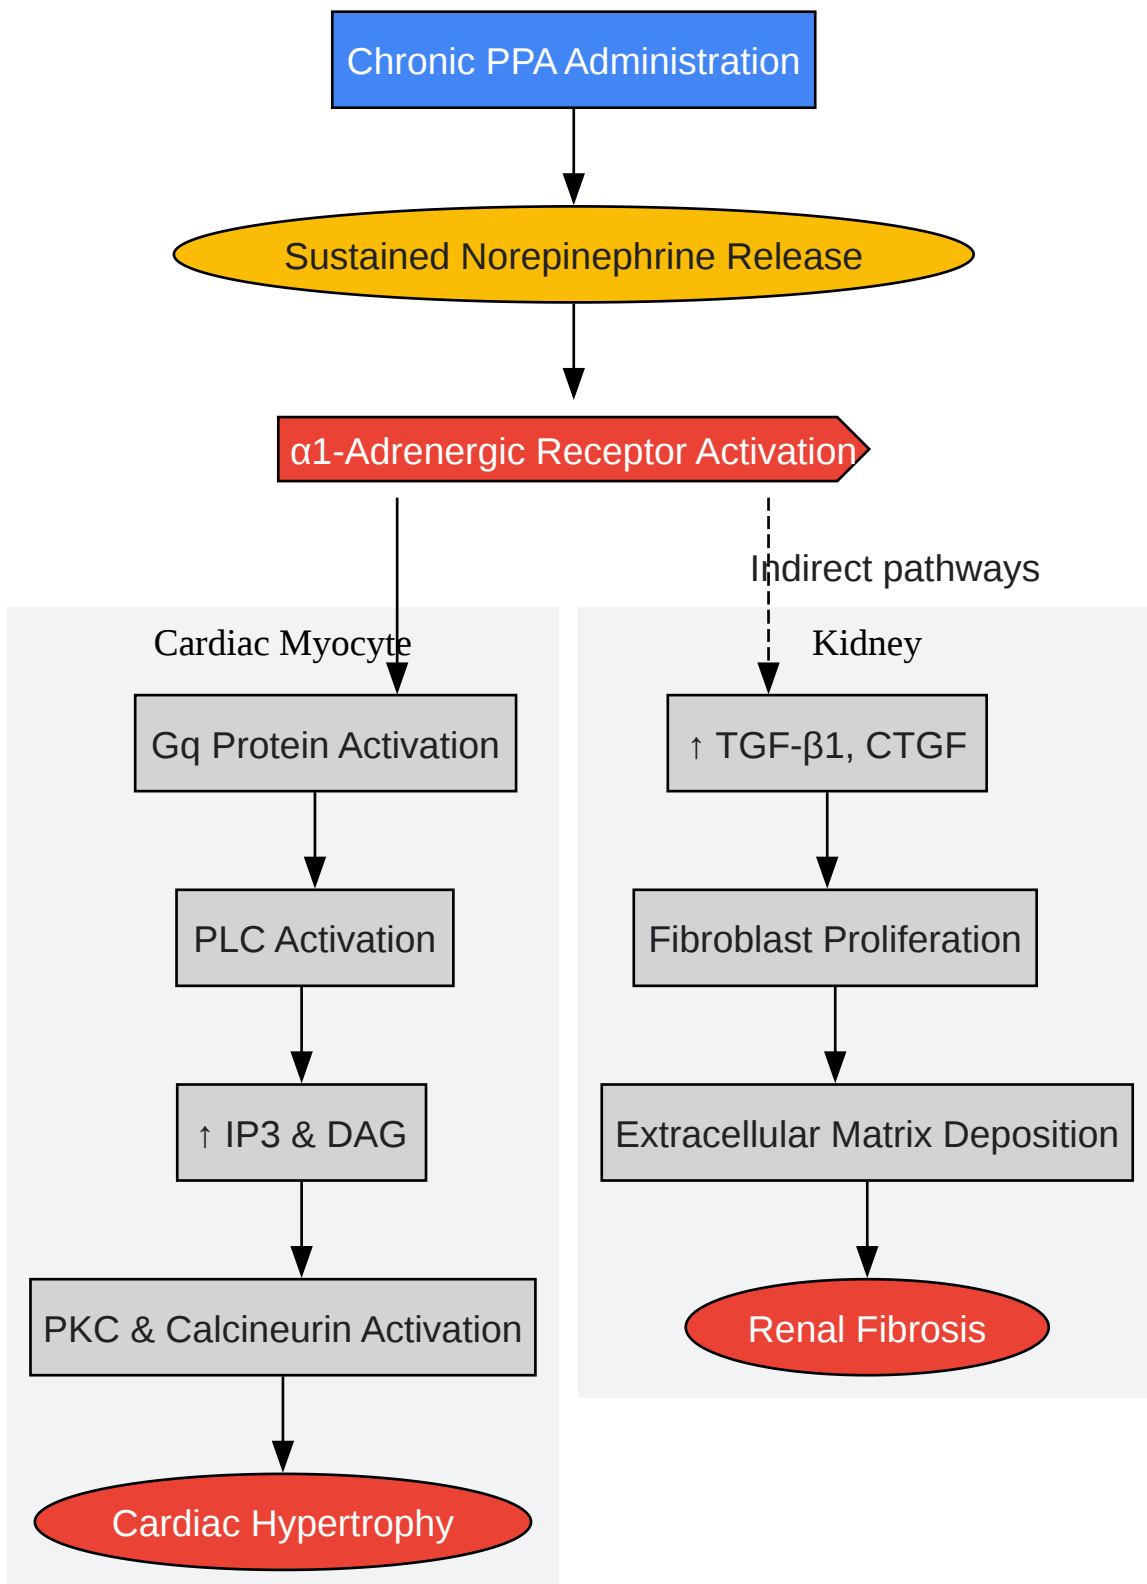 Chronic PPA Administration
Sustained Norepinephrine Release
α1-Adrenergic Receptor Activation
Indirect pathways
Cardiac Myocyte
Gq Protein Activation
PLC Activation
↑ IP3 & DAG
PKC & Calcineurin Activation
Cardiac Hypertrophy
Kidney
↑ TGF-β1, CTGF
Fibroblast Proliferation
Extracellular Matrix Deposition
Renal Fibrosis